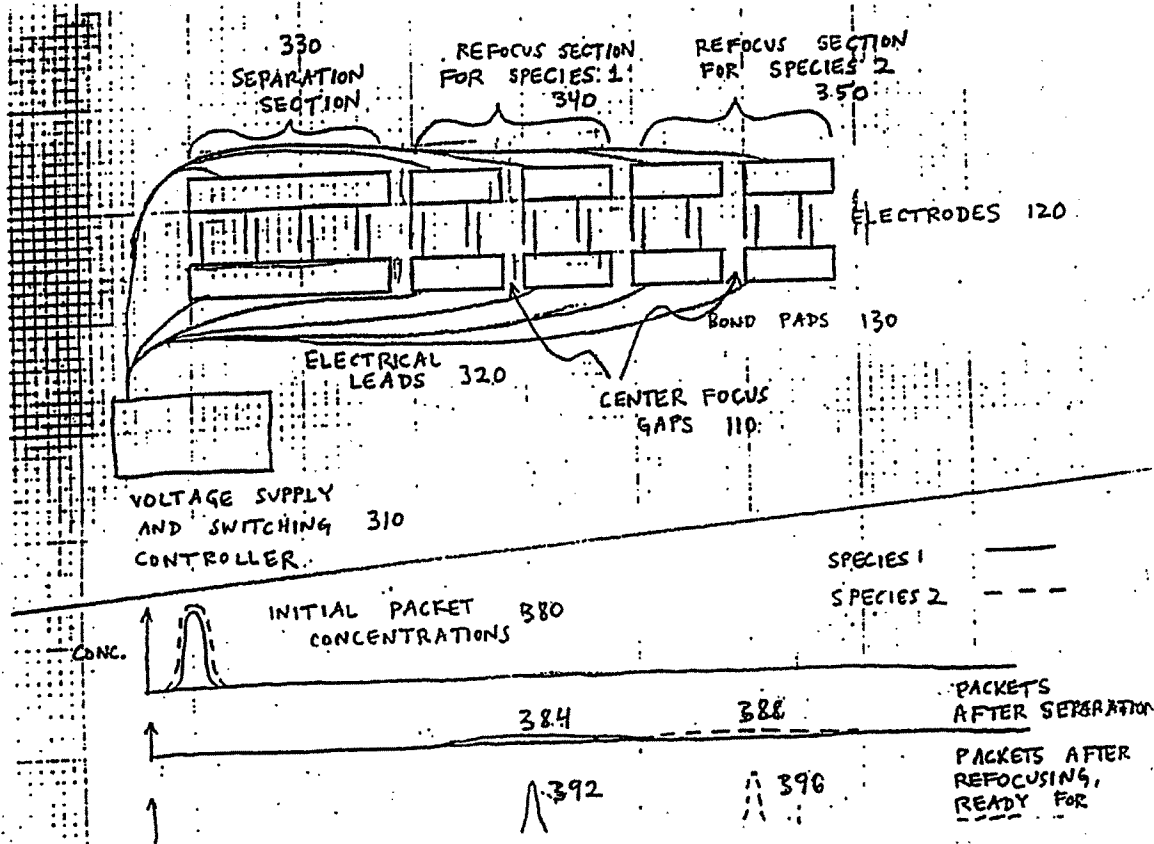 330
SEPARATION
SECTION
REFOCUS SECTION
FOR SPECIES 1
340
REFOCUS SECTION
FOR SPECIES 2
350
ELECTRODES 120
BOND PADS 130
ELECTRICAL
LEADS 320
CENTER FOCUS
GAPS 110
VOLTAGE SUPPLY
AND SWITCHING 310
CONTROLLER
SPECIES 1
SPECIES 2
INITIAL PACKET 380
CONCENTRATIONS
CONC.
PACKETS
AFTER SEPERATION
384
388
PACKETS AFTER
REFOCUSING,
READY FOR
392
396